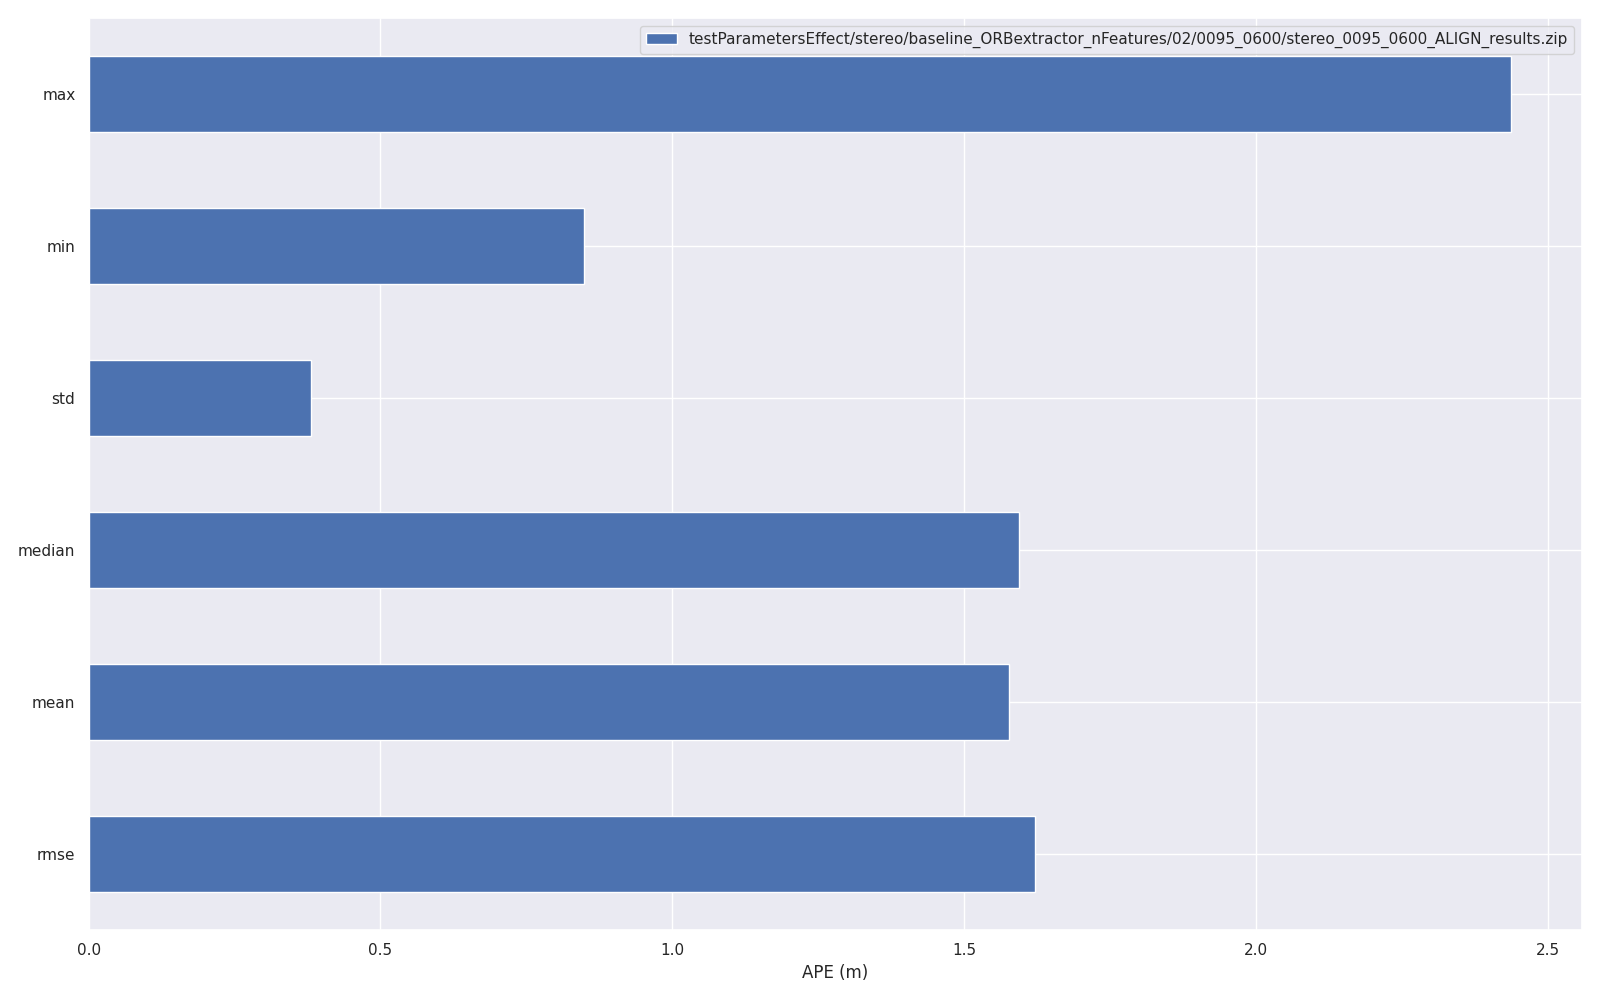 testParametersEffect/stereo/baseline_ORBextractor_nFeatures/02/0095_0600/stereo_0095_0600_ALIGN_results.zip
max
min
std
median
mean
rmse
0.0 0.5 1.0 1.5 2.0 2.5
APE (m)